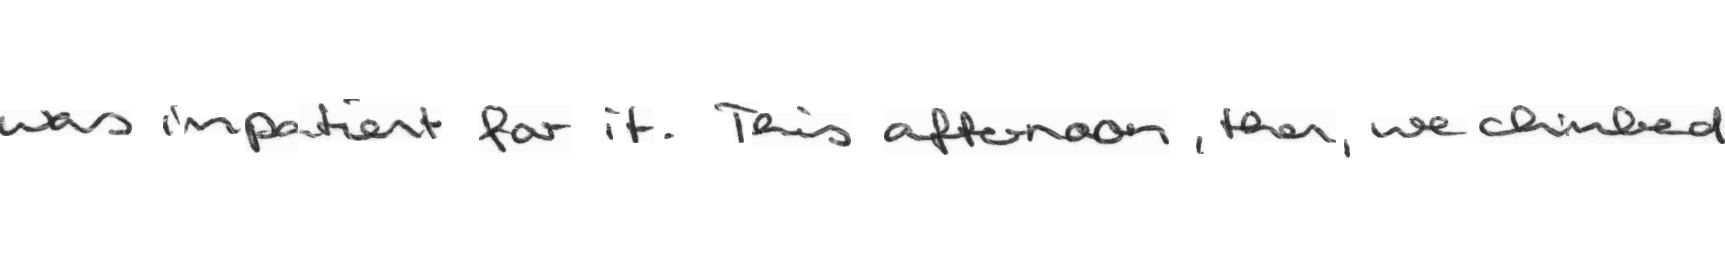 was impatient for it. This afternoon, then, we climbed